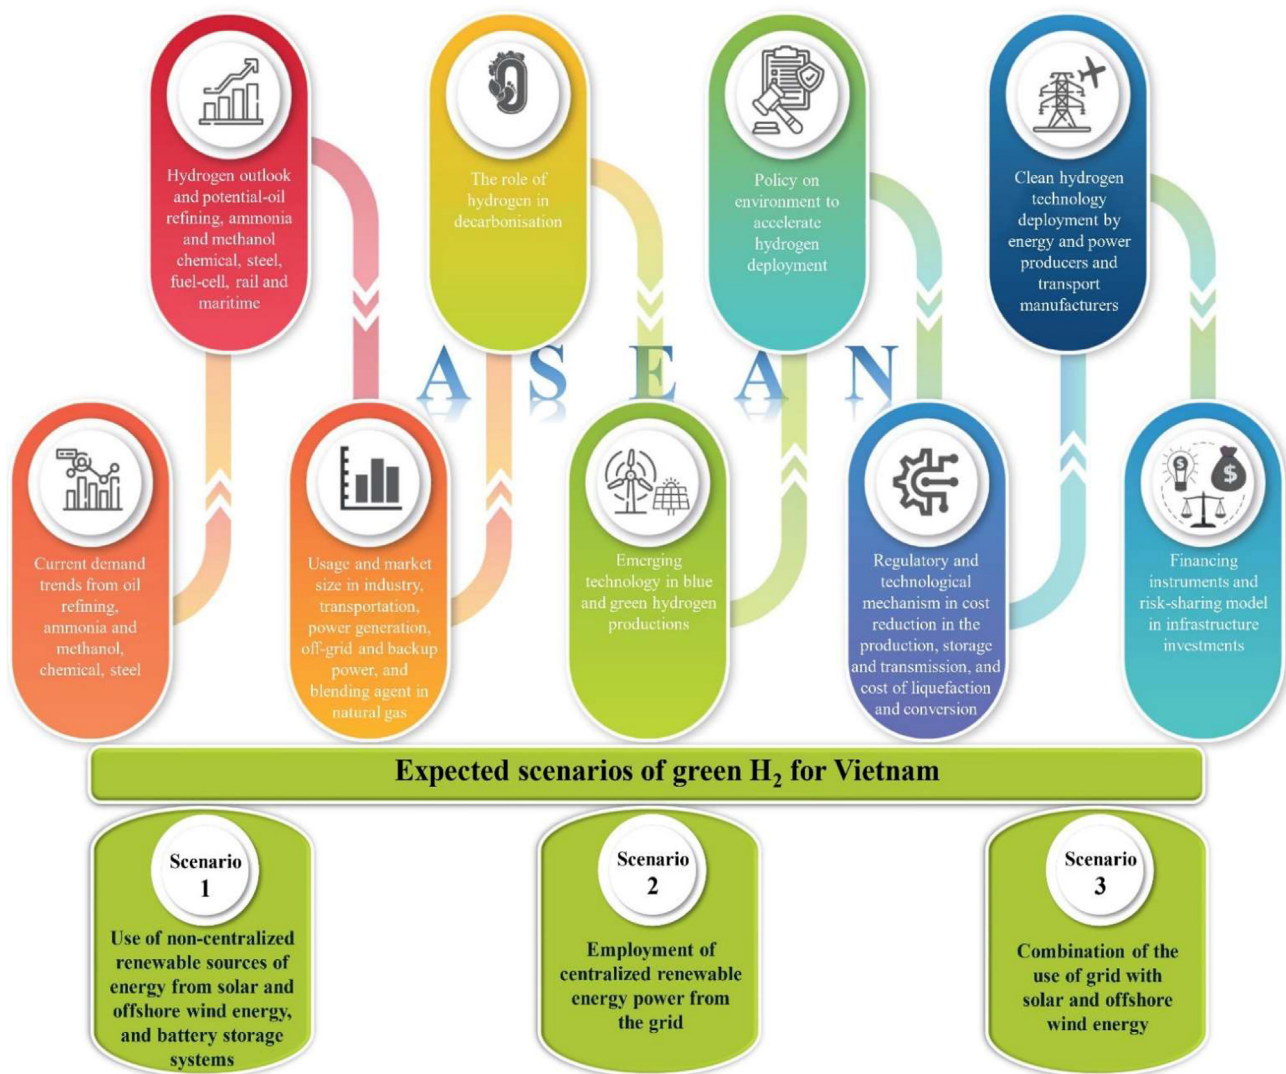 Hydrogen outlook
and potential-oil
refining, ammonia
and methanol
chemical, steel,
fuel-cell, rail and
maritime
The role of
hydrogen in
decarbonisation
Policy on
environment to
accelerate
hydrogen
deployment
Clean hydrogen
technology
deployment by
energy and power
producers and
transport
manufacturers
ASEAN
Current demand
trends from oil
refining,
ammonia and
methanol,
chemical, steel
Usage and market
size in industry,
transportation,
power generation,
off-grid and backup
power, and
blending agent in
natural gas
Emerging
technology in blue
and green hydrogen
productions
Regulatory and
technological
mechanism in cost
reduction in the
production, storage
and transmission, and
cost of liquefaction
and conversion
$
$
Financing
instruments and
risk-sharing model
in infrastructure
investments
Expected scenarios of green H₂ for Vietnam
Scenario
1
Use of non-centralized
renewable sources of
energy from solar and
offshore wind energy,
and battery storage
systems
Scenario
2
Employment of
centralized renewable
energy power from
the grid
Scenario
3
Combination of the
use of grid with
solar and offshore
wind energy